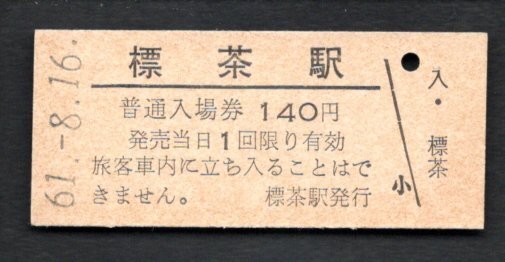 標茶駅
普通入場券 140円
発売当日1回限り有効
旅客車内に立ち入ることはで
きません。 標茶駅発行
小
入・標茶
61.-8.16.